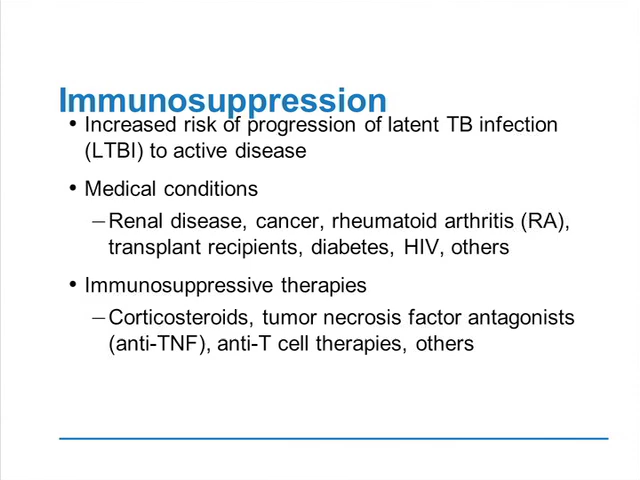 Immunosuppression
• Increased risk of progression of latent TB infection
(LTBI) to active disease
• Medical conditions
–Renal disease, cancer, rheumatoid arthritis (RA),
transplant recipients, diabetes, HIV, others
• Immunosuppressive therapies
–Corticosteroids, tumor necrosis factor antagonists
(anti-TNF), anti-T cell therapies, others